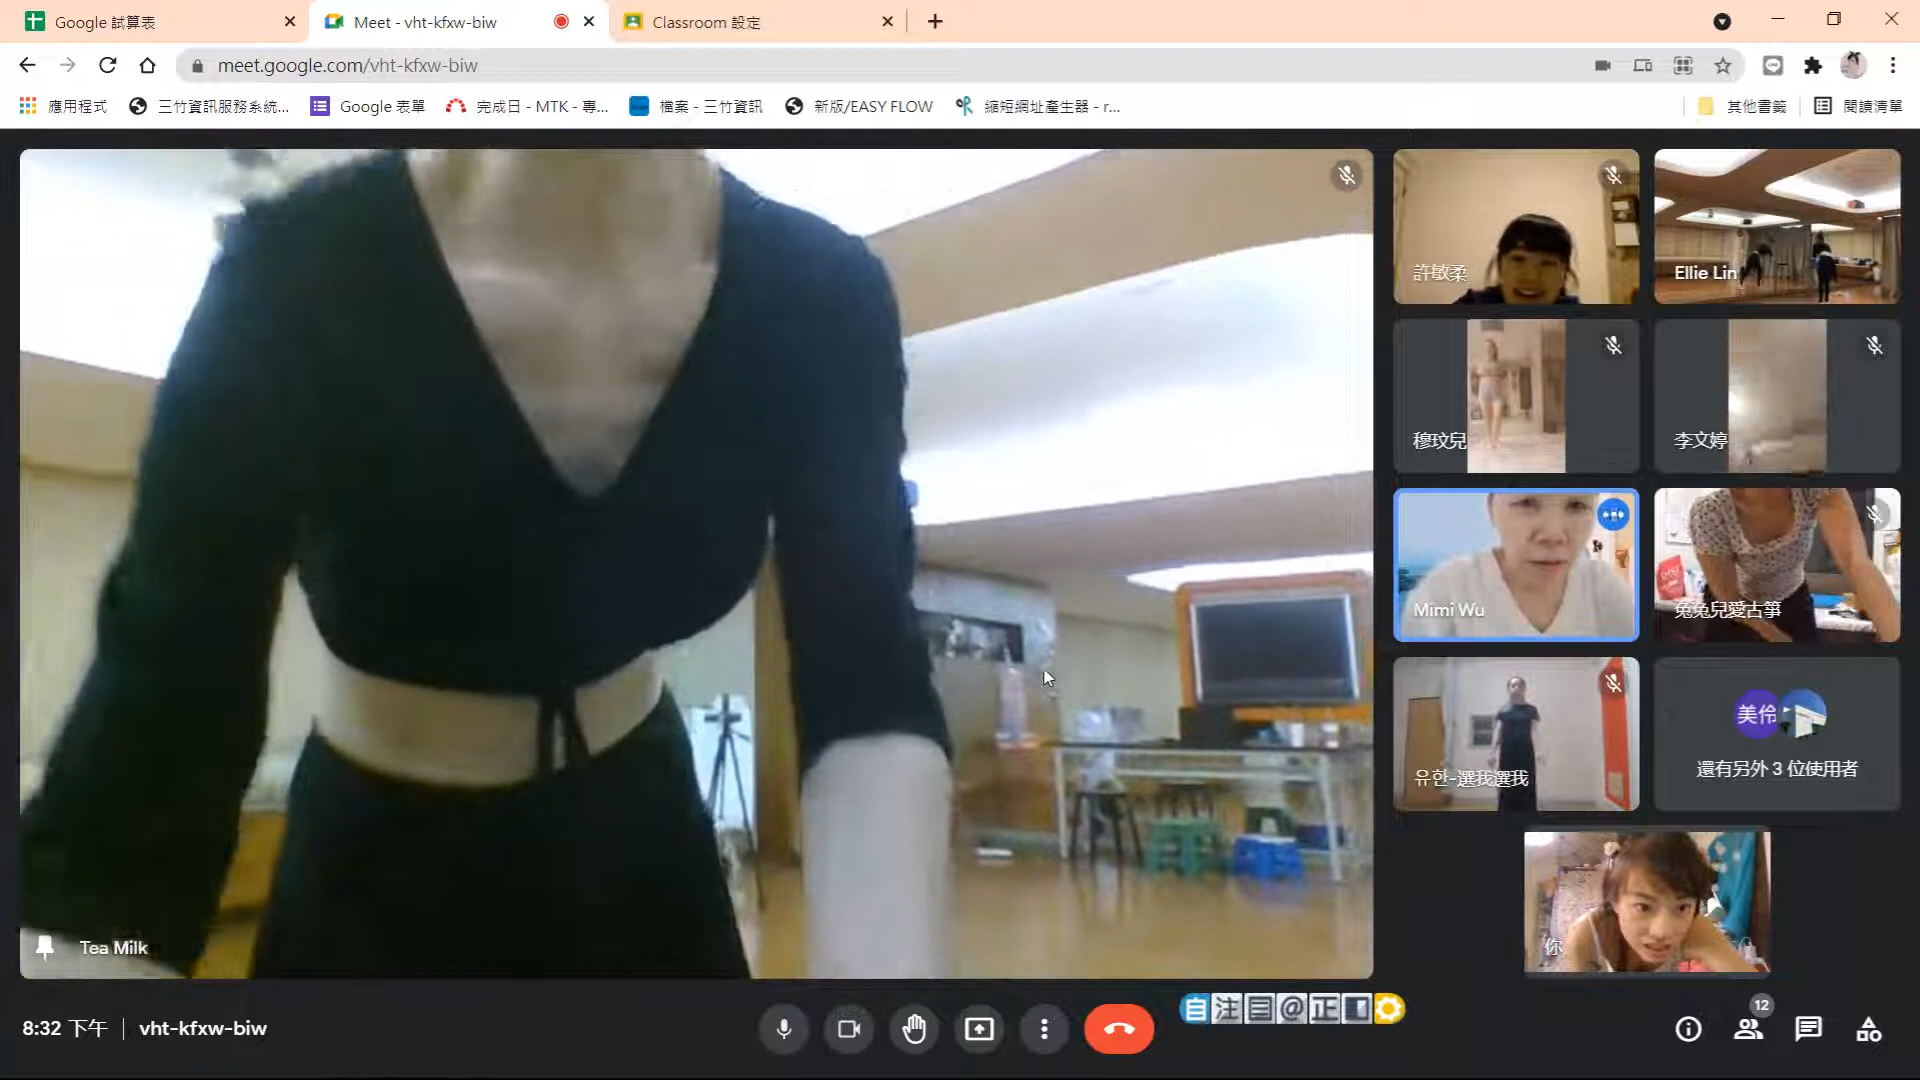 Google 試算表
Meet - vht-kfxw-biw
Classroom 設定
meet.google.com/vht-kfxw-biw
應用程式
三竹資訊服務系統...
Google 表單
完成日 - MTK - 專...
檔案 - 三竹資訊
新版/EASY FLOW
縮短網址產生器 - r...
其他書籤
閱讀清單
許敏柔
Ellie Lin
穆玟兒
李文婷
Mimi Wu
兔兔兒愛古箏
유한-選我選我
美伶
還有另外 3 位使用者
Tea Milk
你
8:32 下午
vht-kfxw-biw
自注
@正
12